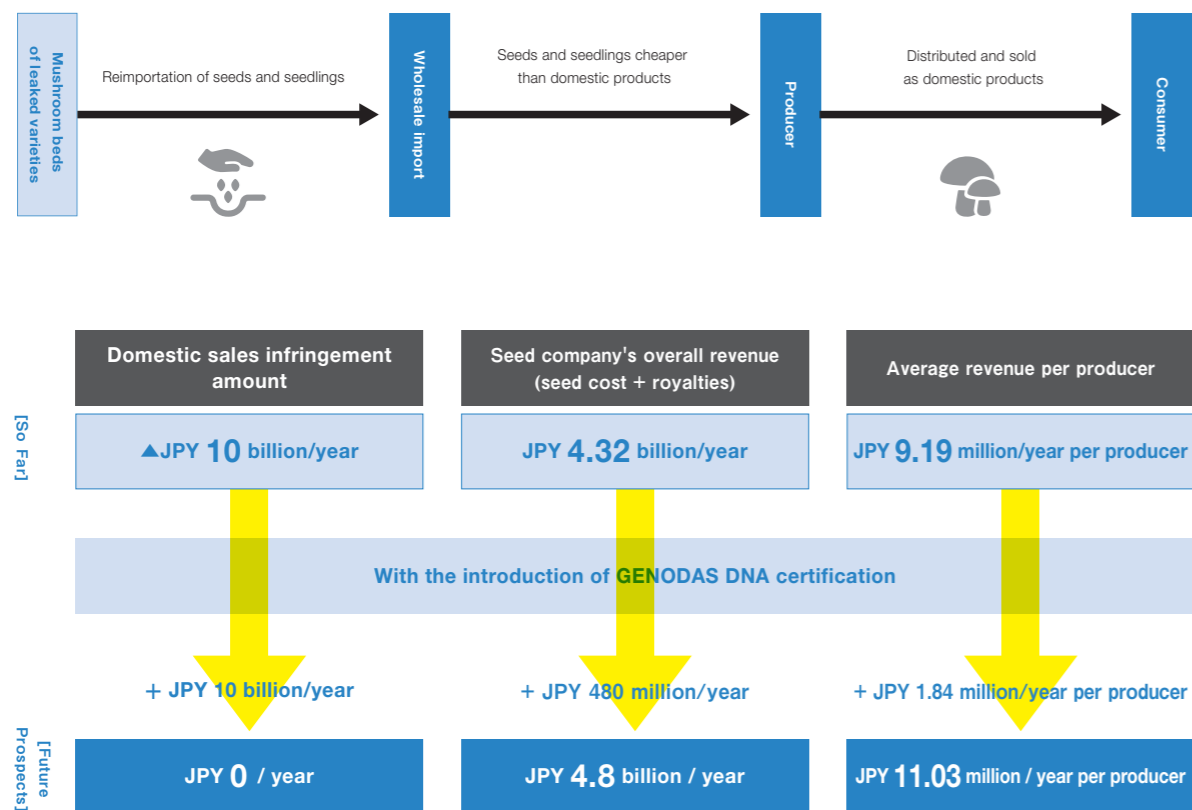 Mushroom beds
of leaked varieties
Reimportation of seeds and seedlings
Wholesale import
Seeds and seedlings cheaper
than domestic products
Producer
Distributed and sold
as domestic products
Consumer
Domestic sales infringement
amount
Seed company's overall revenue
(seed cost + royalties)
Average revenue per producer
[So Far]
▲JPY 10 billion/year
JPY 4.32 billion/year
JPY 9.19 million/year per producer
With the introduction of GENODAS DNA certification
+ JPY 10 billion/year
+ JPY 480 million/year
+ JPY 1.84 million/year per producer
[Future
Prospects]
JPY 0 / year
JPY 4.8 billion / year
JPY 11.03 million / year per producer